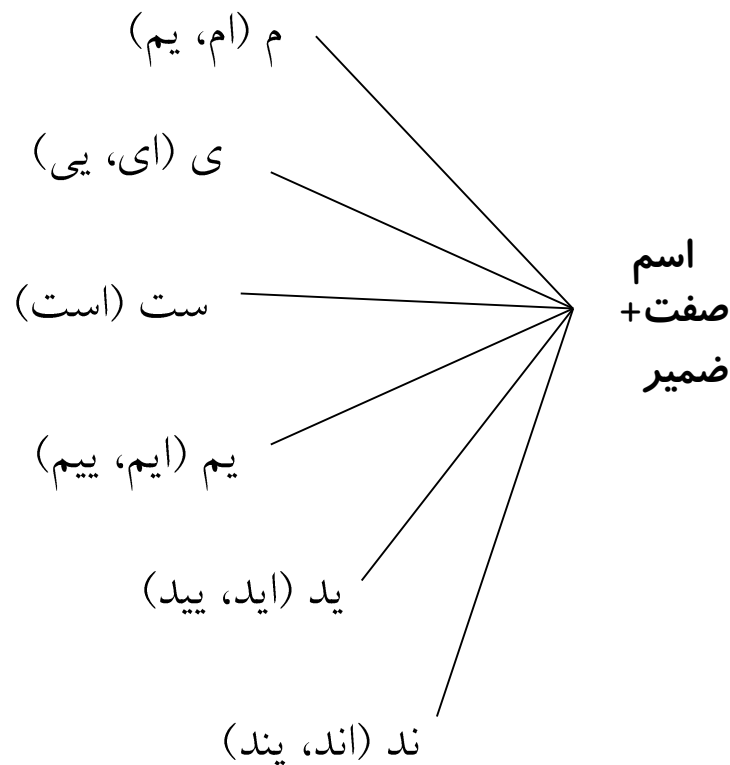 اسم
صفت+
ضمیر
م (ام، یم)
ی (ای، یی)
ست (است)
یم (ایم، ییم)
ید (اید، یید)
ند (اند، یند)